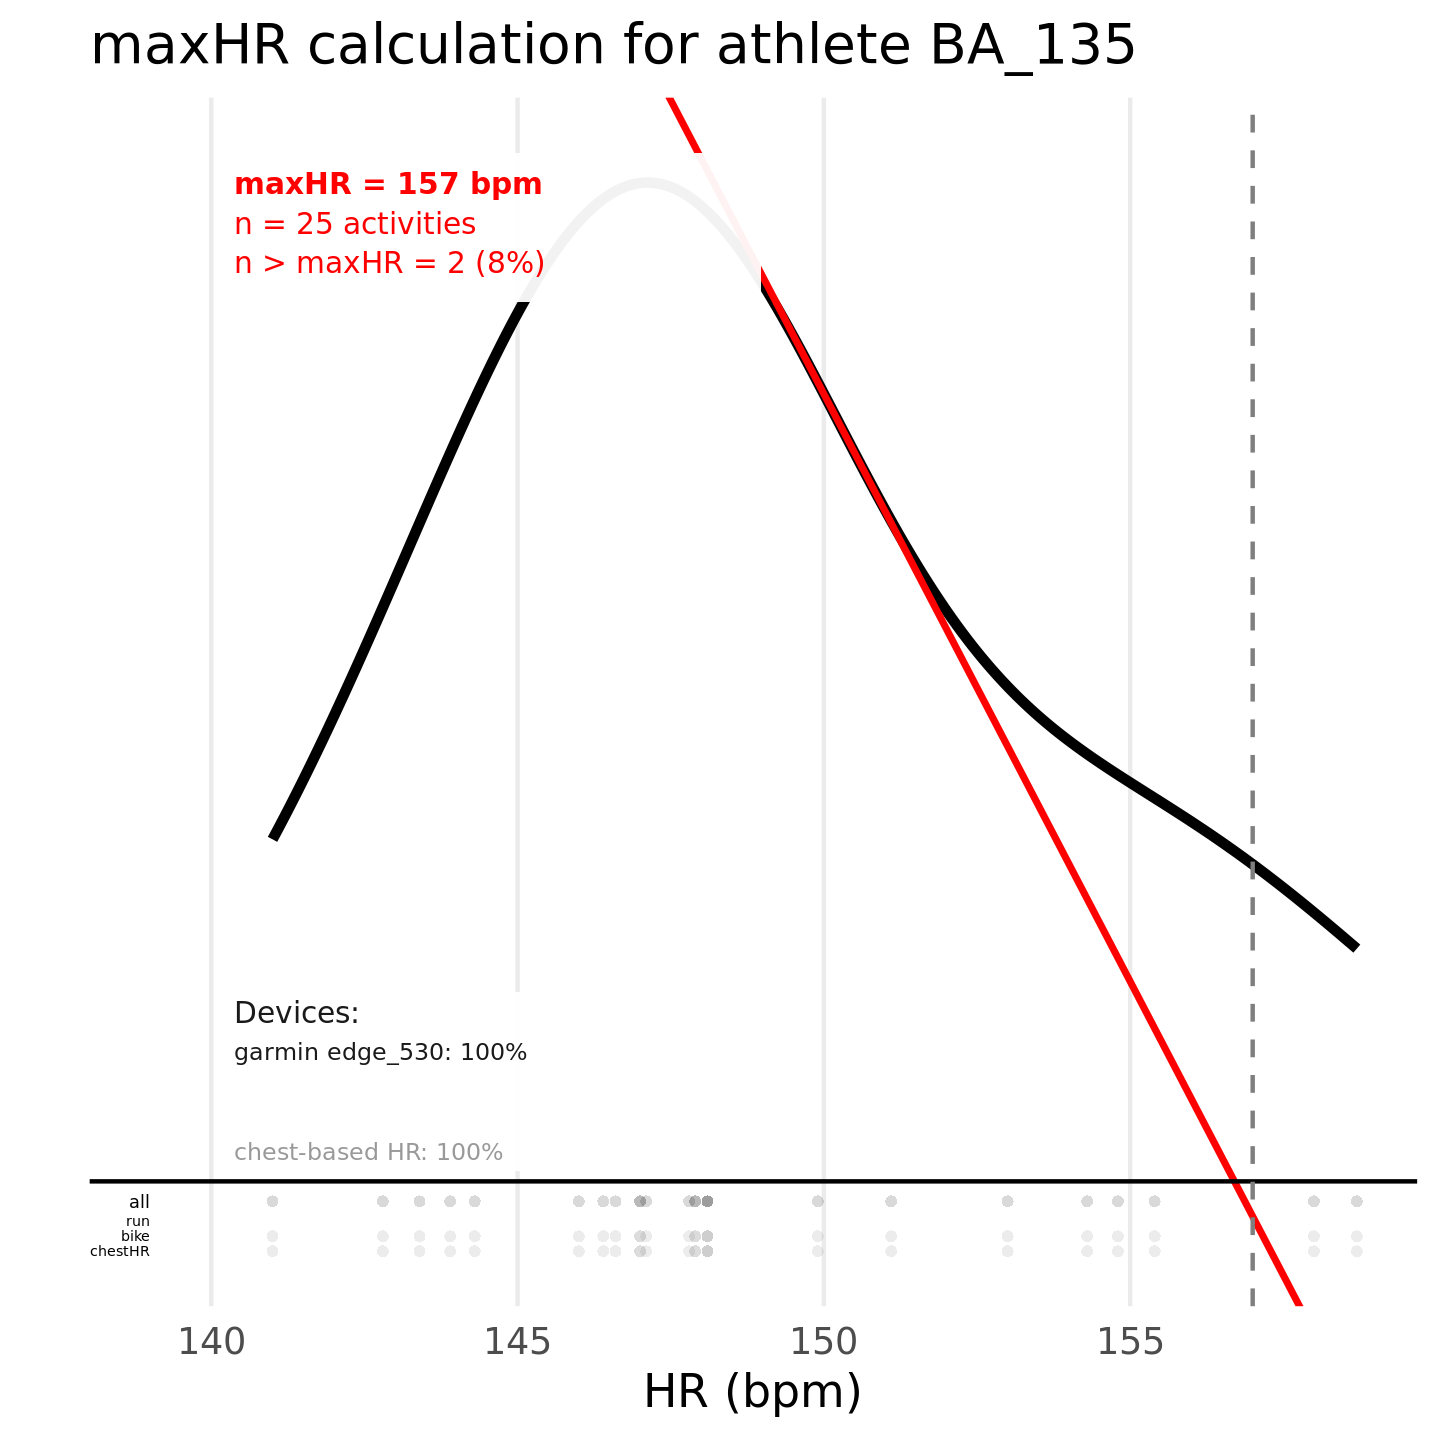 maxHR calculation for athlete BA_135
maxHR = 157 bpm
n = 25 activities
n > maxHR = 2 (8%)
Devices:
garmin edge_530: 100%
chest-based HR: 100%
all
run
bike
chestHR
140 145 150 155
HR (bpm)